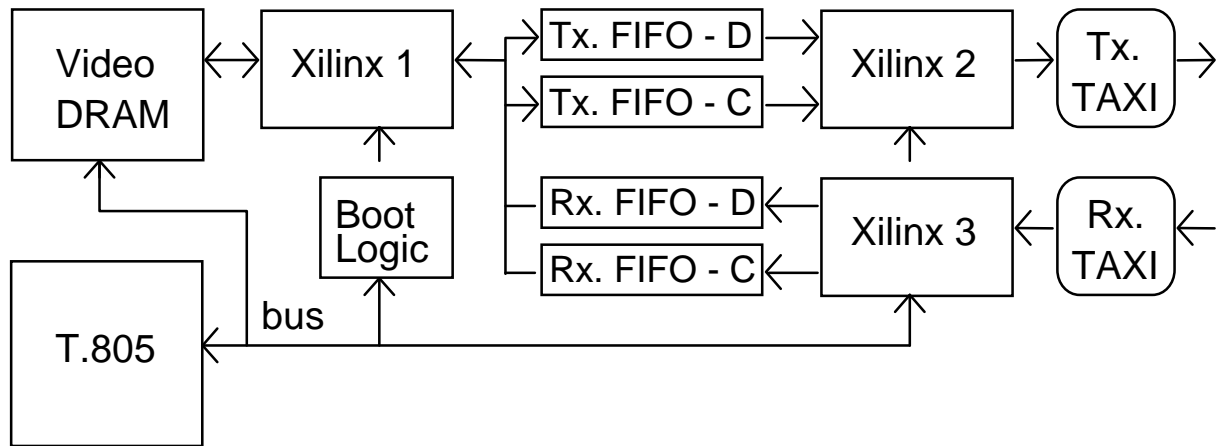 Video
DRAM
Xilinx 1
Tx. FIFO - D
Tx. FIFO - C
Xilinx 2
Tx.
TAXI
Boot
Logic
Rx. FIFO - D
Rx. FIFO - C
Xilinx 3
Rx.
TAXI
T.805
bus